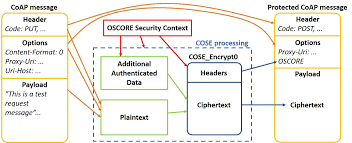 CoAP message
Header
Code: PUT, ...
Options
Content-Format: 0
Proxy-Uri: ...
Uri-Host: ...
Payload
"This is a test
request
message"...
OSCORE Security Context
COSE processing
Additional
Authenticated
Data
Plaintext
COSE_Encrypt0
Headers
Ciphertext
Protected CoAP message
Header
Code: POST, ...
Options
Proxy-Uri: ...
OSCORE
Payload
Ciphertext